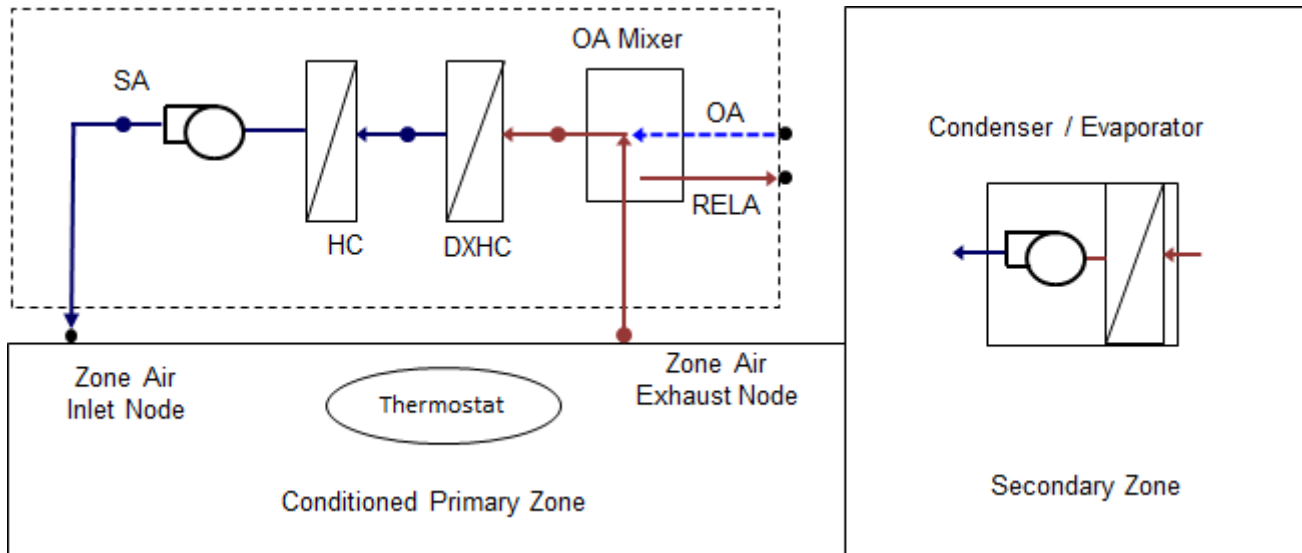 OA Mixer
SA
OA
RELA
HC
DXHC
Condenser / Evaporator
Zone Air
Inlet Node
Thermostat
Zone Air
Exhaust Node
Conditioned Primary Zone
Secondary Zone